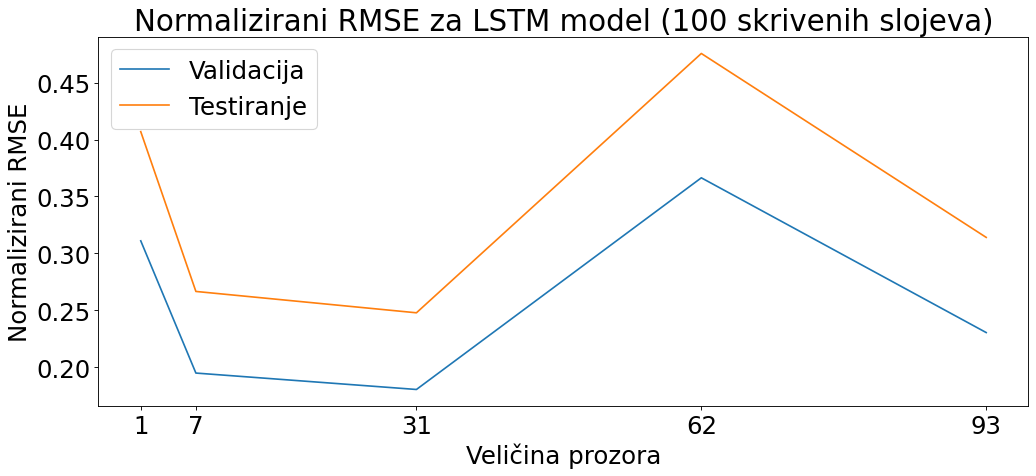 Normalizirani RMSE za LSTM model (100 skrivenih slojeva)
Validacija
Testiranje
Normalizirani RMSE
0.45
0.40
0.35
0.30
0.25
0.20
1 7 31 62 93
Veličina prozora